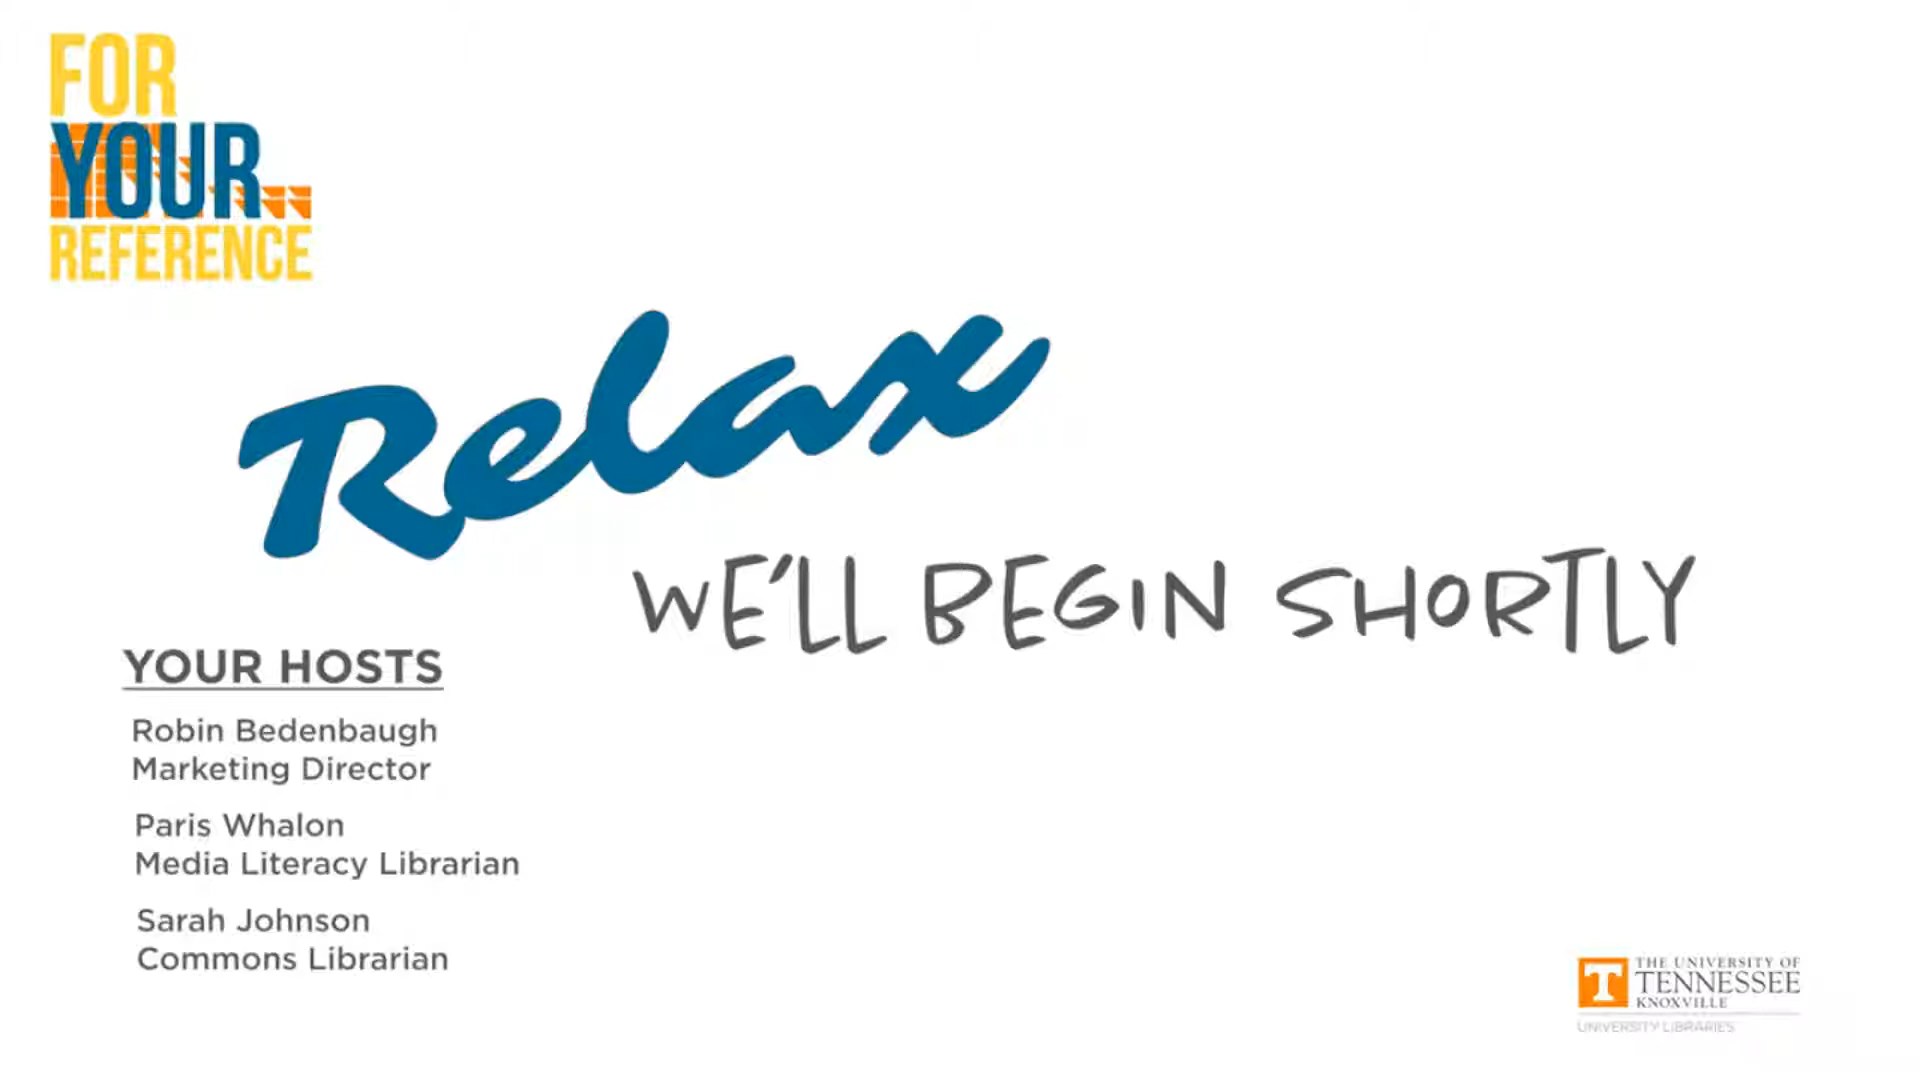 FOR
YOUR
REFERENCE
Relax
WE'LL BEGIN SHORTLY
YOUR HOSTS
Robin Bedenbaugh
Marketing Director
Paris Whalon
Media Literacy Librarian
Sarah Johnson
Commons Librarian
T
THE UNIVERSITY OF
TENNESSEE
KNOXVILLE
UNIVERSITY LIBRARIES